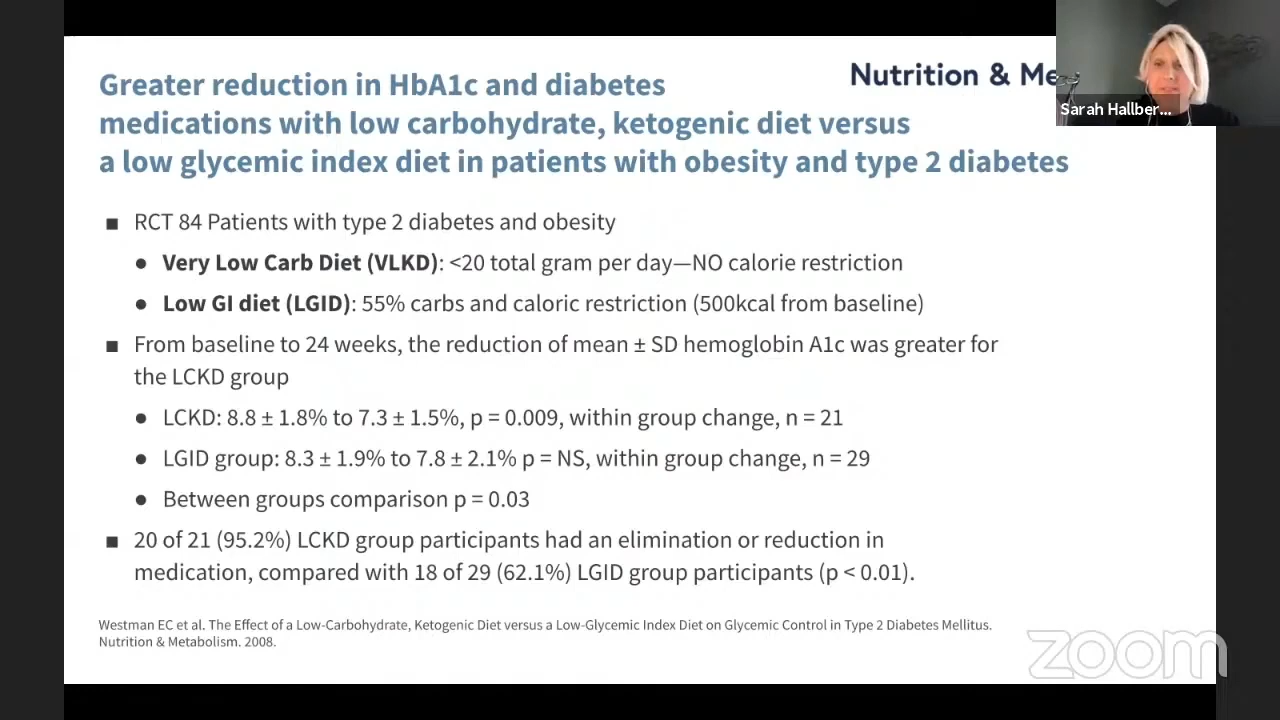 Greater reduction in HbA1c and diabetes
medications with low carbohydrate, ketogenic diet versus
a low glycemic index diet in patients with obesity and type 2 diabetes
Nutrition & Me
Sarah Hallber...
■ RCT 84 Patients with type 2 diabetes and obesity
● Very Low Carb Diet (VLKD): <20 total gram per day—NO calorie restriction
● Low GI diet (LGID): 55% carbs and caloric restriction (500kcal from baseline)
■ From baseline to 24 weeks, the reduction of mean ± SD hemoglobin A1c was greater for
the LCKD group
● LCKD: 8.8 ± 1.8% to 7.3 ± 1.5%, p = 0.009, within group change, n = 21
● LGID group: 8.3 ± 1.9% to 7.8 ± 2.1% p = NS, within group change, n = 29
● Between groups comparison p = 0.03
■ 20 of 21 (95.2%) LCKD group participants had an elimination or reduction in
medication, compared with 18 of 29 (62.1%) LGID group participants (p < 0.01).
Westman EC et al. The Effect of a Low-Carbohydrate, Ketogenic Diet versus a Low-Glycemic Index Diet on Glycemic Control in Type 2 Diabetes Mellitus.
Nutrition & Metabolism. 2008.
zoom